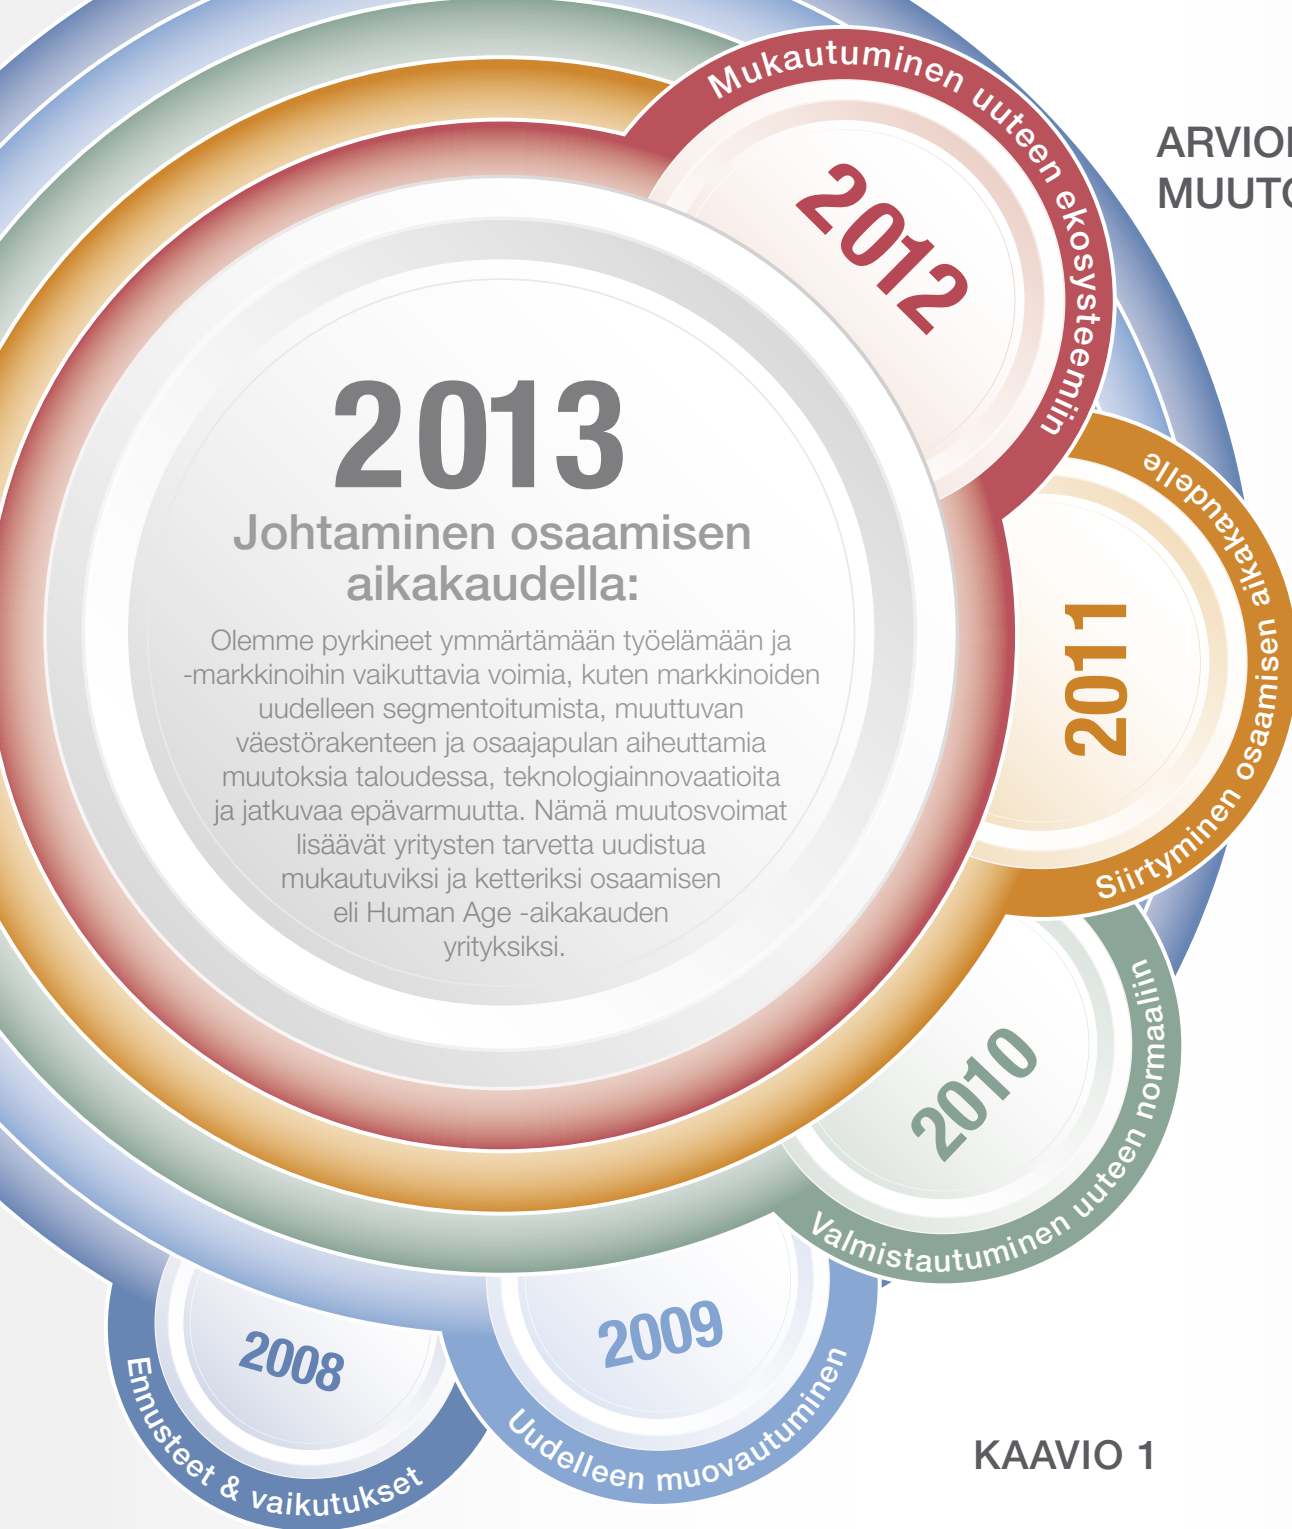 Mukautuminen uuteen ekosysteemiin
2012
2013
Johtaminen osaamisen
aikakaudella:
Olemme pyrkineet ymmärtämään työelämään ja
-markkinoihin vaikuttavia voimia, kuten markkinoiden
uudelleen segmentoitumista, muuttuvan
väestörakenteen ja osaajapulan aiheuttamia
muutoksia taloudessa, teknologiainnovaatioita
ja jatkuvaa epävarmuutta. Nämä muutosvoimat
lisäävät yritysten tarvetta uudistua
mukautuviksi ja ketteriksi osaamisen
eli Human Age -aikakauden
yrityksiksi.
Siirtyminen osaamisen aikakaudelle
2011
Valmistautuminen uuteen normaaliin
2010
Uudelleen muovautuminen
2009
Ennusteet & vaikutukset
2008
KAAVIO 1